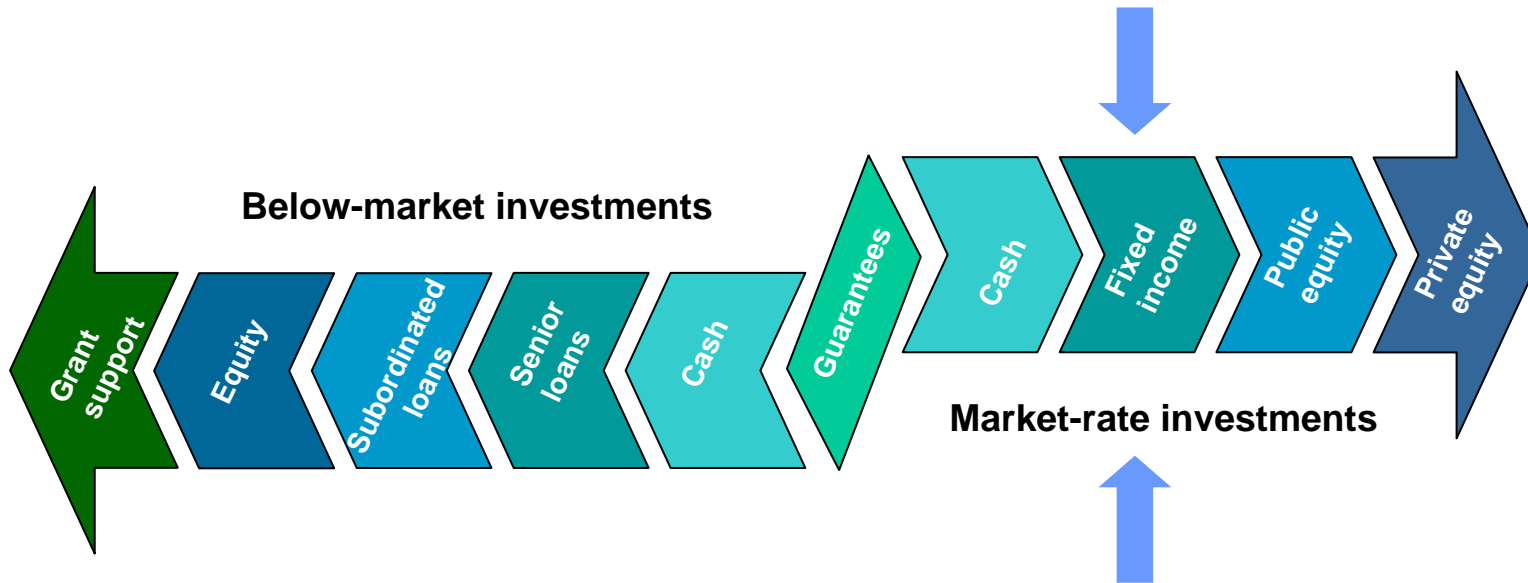 Below-market investments
Grant
support
Equity
Subordinated
loans
Senior
loans
Cash
Guarantees
Cash
Fixed
income
Public
equity
Private
equity
Market-rate investments